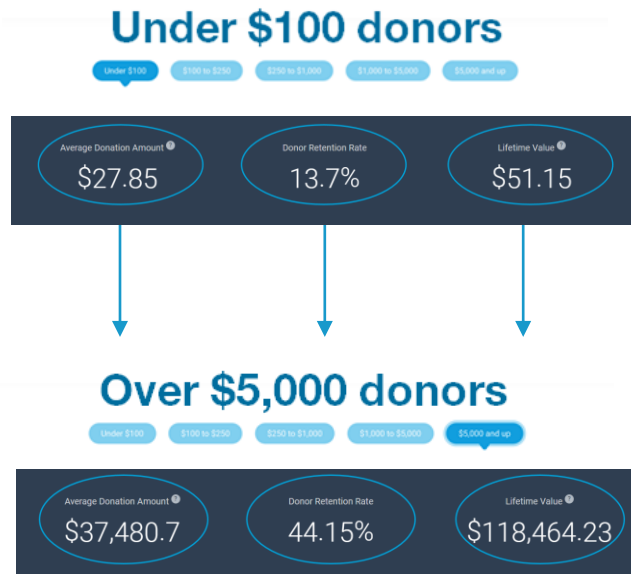 Under $100 donors
Under $100 $100 to $250 $250 to $1,000 $1,000 to $5,000 $5,000 and up
Average Donation Amount ? Donor Retention Rate Lifetime Value ?
$27.85 13.7% $51.15
Over $5,000 donors
Under $100 $100 to $250 $250 to $1,000 $1,000 to $5,000 $5,000 and up
Average Donation Amount ? Donor Retention Rate Lifetime Value ?
$37,480.7 44.15% $118,464.23